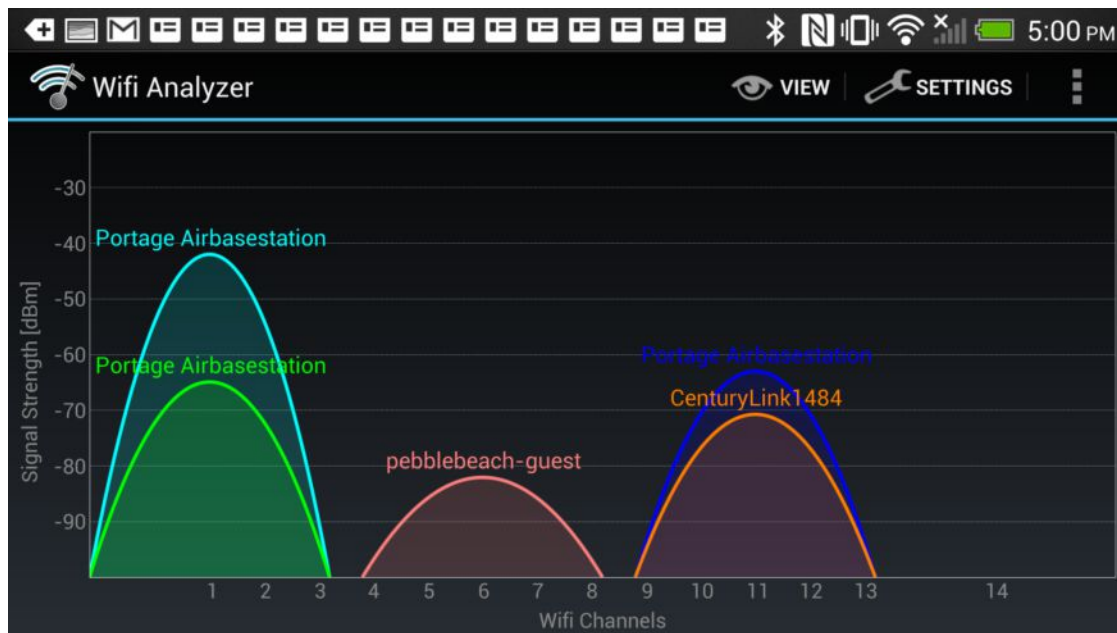 5:00 PM
Wifi Analyzer VIEW SETTINGS
-30
-40
-50
-60
-70
-80
-90
Signal Strength [dBm]
Portage Airbasestation
Portage Airbasestation
Portage Airbasestation
CenturyLink1484
pebblebeach-guest
1 2 3 4 5 6 7 8 9 10 11 12 13 14
Wifi Channels